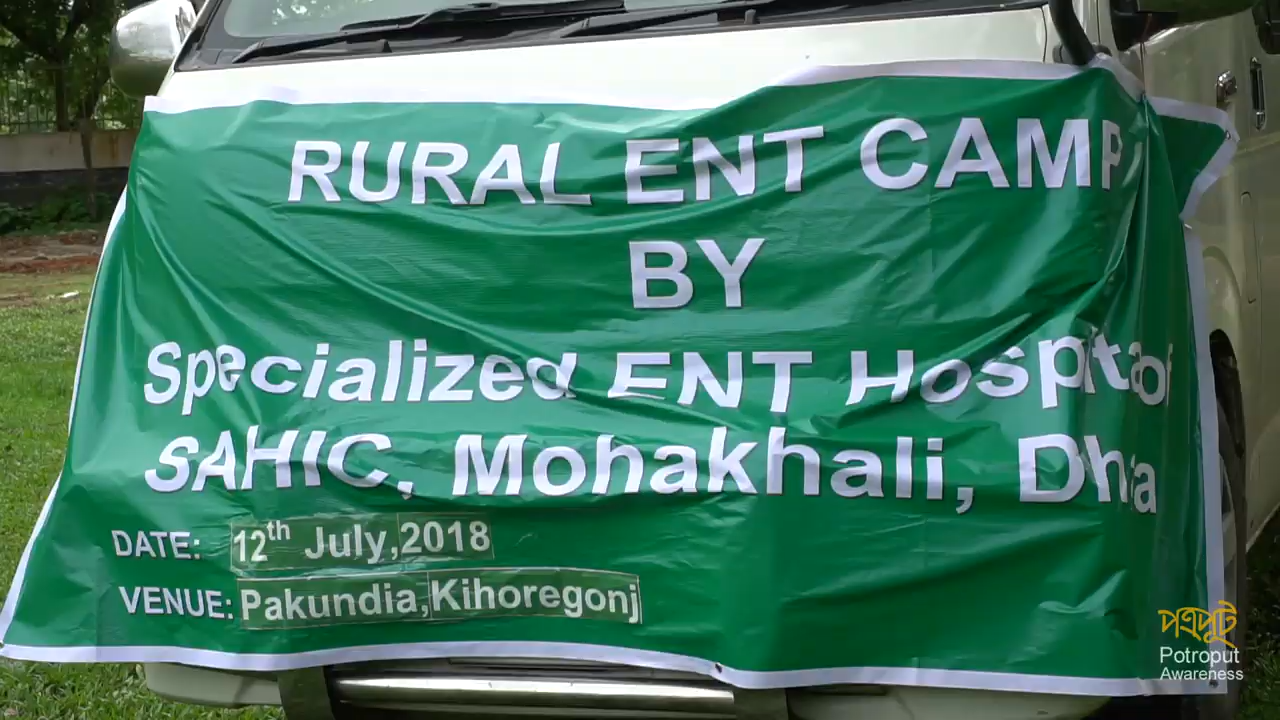 RURAL ENT CAMP
BY
Specialized ENT Hospital of
SAHIC, Mohakhali,
DATE: 12th July,2018
VENUE: Pakundia,Kihoregonj
পত্রপুট
Potroput
Awareness